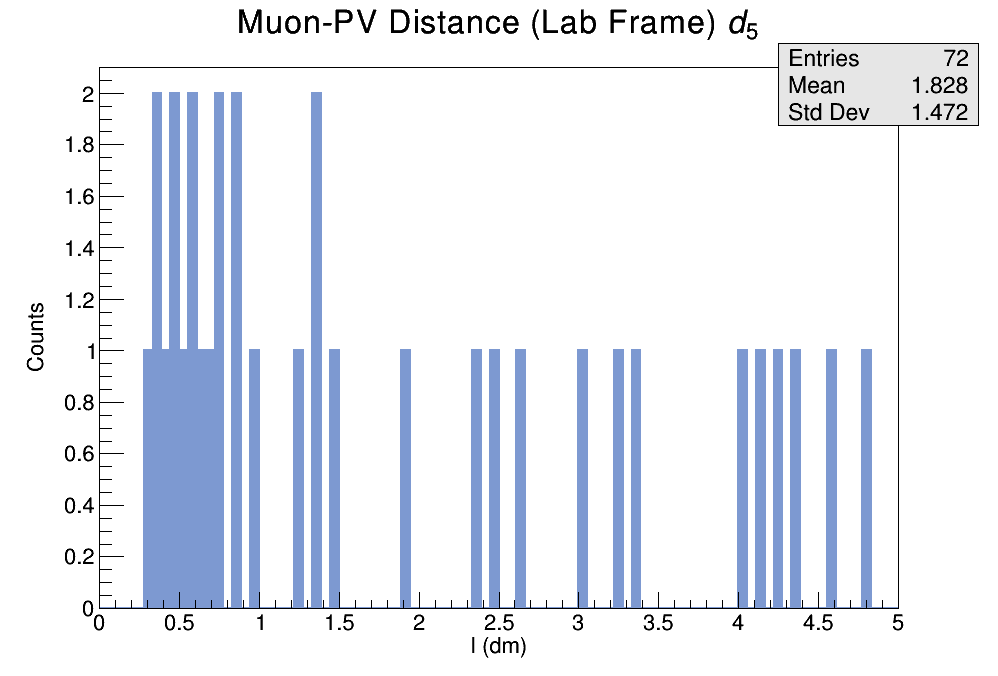 Muon-PV Distance (Lab Frame) d5
Entries 72
Mean 1.828
Std Dev 1.472
2
1.8
1.6
1.4
1.2
1
0.8
0.6
0.4
0.2
0
Counts
0 0.5 1 1.5 2 2.5 3 3.5 4 4.5 5
l (dm)